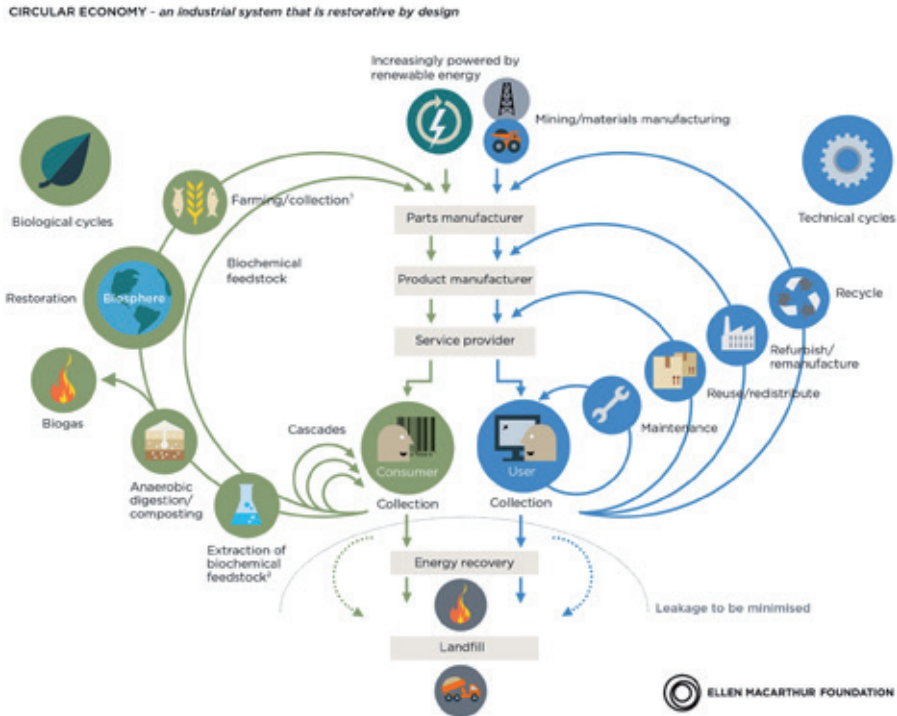 CIRCULAR ECONOMY - an industrial system that is restorative by design
Increasingly powered by
renewable energy
Mining/materials manufacturing
Biological cycles
Farming/collection¹
Parts manufacturer
Technical cycles
Biochemical
feedstock
Restoration
Biosphere
Product manufacturer
Recycle
Service provider
Refurbish/
remanufacture
Biogas
Reuse/redistribute
Cascades
Maintenance
Consumer
User
Anaerobic
digestion/
composting
Collection
Collection
Extraction of
biochemical
feedstock²
Energy recovery
Leakage to be minimised
Landfill
ELLEN MACARTHUR FOUNDATION